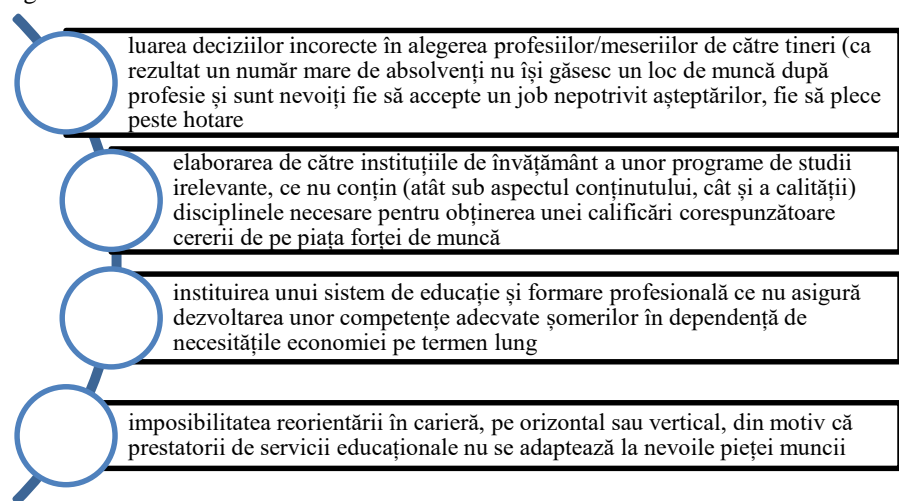 luarea deciziilor incorecte în alegerea profesiilor/meseriilor de către tineri (ca
rezultat un număr mare de absolvenți nu își găsesc un loc de muncă după
profesie și sunt nevoiți fie să accepte un job nepotrivit așteptărilor, fie să plece
peste hotare
elaborarea de către instituțiile de învățământ a unor programe de studii
irelevante, ce nu conțin (atât sub aspectul conținutului, cât și a calității)
disciplinele necesare pentru obținerea unei calificări corespunzătoare
cererii de pe piața forței de muncă
instituirea unui sistem de educație și formare profesională ce nu asigură
dezvoltarea unor competențe adecvate șomerilor în dependență de
necesitățile economiei pe termen lung
imposibilitatea reorientării în carieră, pe orizontal sau vertical, din motiv că
prestatorii de servicii educaționale nu se adaptează la nevoile pieței muncii